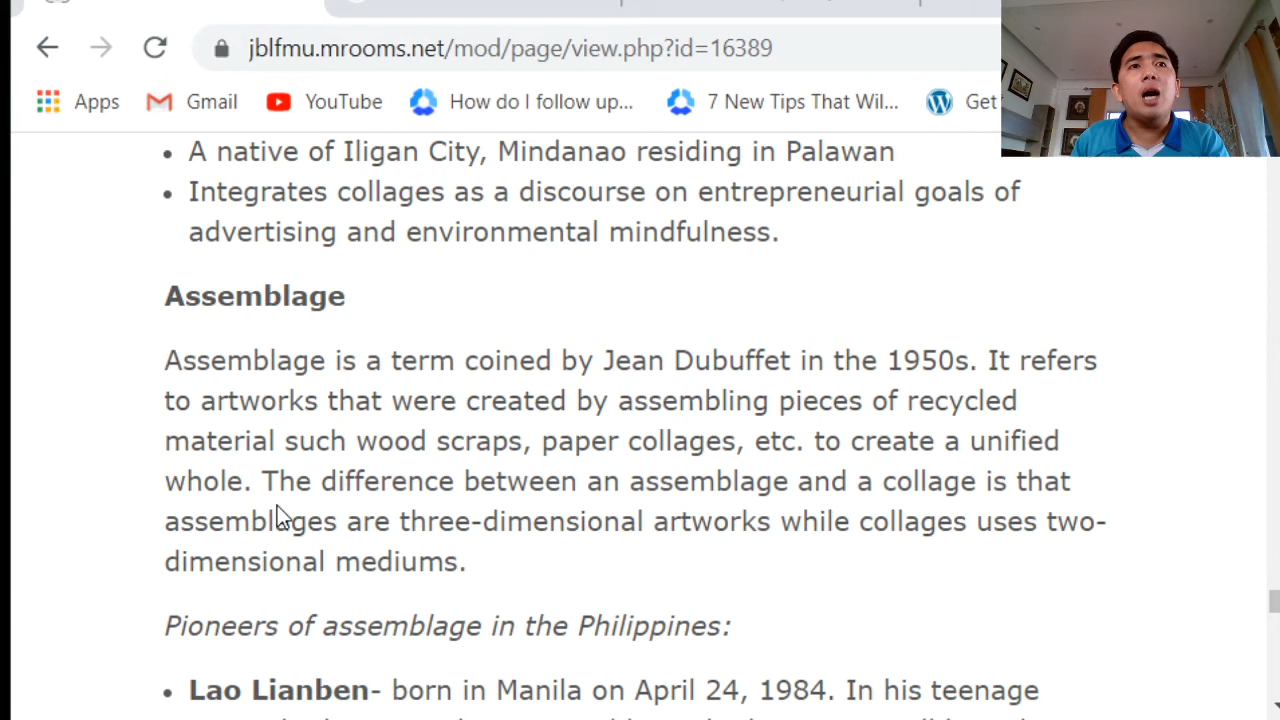 jblfmu.mrooms.net/mod/page/view.php?id=16389
Apps Gmail YouTube How do I follow up... 7 New Tips That Wil... Get
• A native of Iligan City, Mindanao residing in Palawan
• Integrates collages as a discourse on entrepreneurial goals of
advertising and environmental mindfulness.
Assemblage
Assemblage is a term coined by Jean Dubuffet in the 1950s. It refers
to artworks that were created by assembling pieces of recycled
material such wood scraps, paper collages, etc. to create a unified
whole. The difference between an assemblage and a collage is that
assemblages are three-dimensional artworks while collages uses two-
dimensional mediums.
Pioneers of assemblage in the Philippines:
• Lao Lianben- born in Manila on April 24, 1984. In his teenage